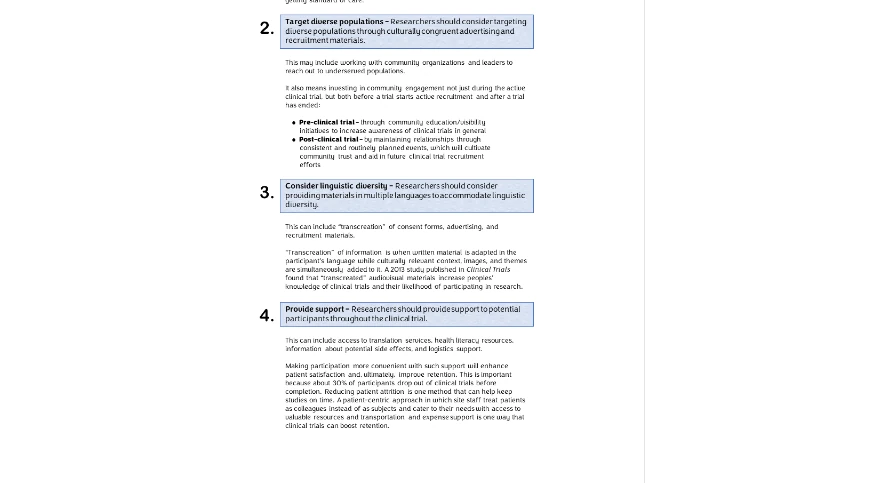 getting standard of care.
2.
Target diverse populations – Researchers should consider targeting
diverse populations through culturally congruent advertising and
recruitment materials.
This may include working with community organizations and leaders to
reach out to underserved populations.
It also means investing in community engagement not just during the active
clinical trial, but both before a trial starts active recruitment and after a trial
has ended:
♦ Pre-clinical trial – through community education/visibility
initiatives to increase awareness of clinical trials in general
♦ Post-clinical trial – by maintaining relationships through
consistent and routinely planned events, which will cultivate
community trust and aid in future clinical trial recruitment
efforts
3.
Consider linguistic diversity – Researchers should consider
providing materials in multiple languages to accommodate linguistic
diversity.
This can include "transcreation" of consent forms, advertising, and
recruitment materials.
"Transcreation" of information is when written material is adapted in the
participant's language while culturally relevant context, images, and themes
are simultaneously added to it. A 2013 study published in Clinical Trials
found that "transcreated" audiovisual materials increase peoples'
knowledge of clinical trials and their likelihood of participating in research.
4.
Provide support – Researchers should provide support to potential
participants throughout the clinical trial.
This can include access to translation services, health literacy resources,
information about potential side effects, and logistics support.
Making participation more convenient with such support will enhance
patient satisfaction and, ultimately, improve retention. This is important
because about 30% of participants drop out of clinical trials before
completion. Reducing patient attrition is one method that can help keep
studies on time. A patient-centric approach in which site staff treat patients
as colleagues instead of as subjects and cater to their needs with access to
valuable resources and transportation and expense support is one way that
clinical trials can boost retention.